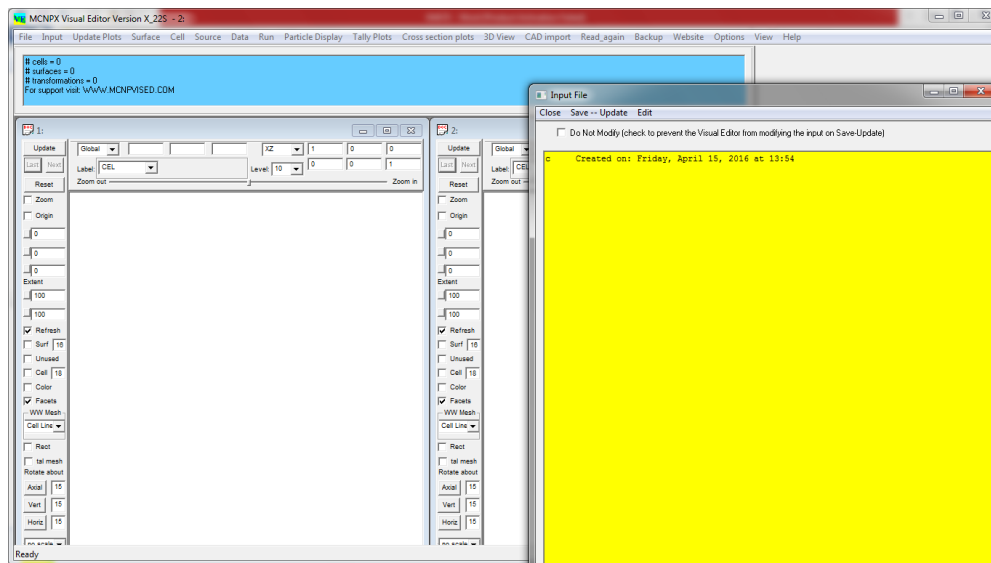 VE MCNPX Visual Editor Version X_22S - 2:
File Input Update Plots Surface Cell Source Data Run Particle Display Tally Plots Cross section plots 3D View CAD import Read_again Backup Website Options View Help
# cells = 0
# surfaces = 0
# transformations = 0
For support visit: WWW.MCNPVISED.COM
Input File
Close Save -- Update Edit
Do Not Modify (check to prevent the Visual Editor from modifying the input on Save-Update)
c Created on: Friday, April 15, 2016 at 13:54
1:
Update Global XZ 1 0 0
Last Next Label: CEL Level: 10 0 0 1
Reset Zoom out Zoom in
Zoom
Origin
0
0
0
Extent
100
100
Refresh
Surf 16
Unused
Cell 18
Color
Facets
WW Mesh
Cell Line
Rect
tal mesh
Rotate about
Axial 15
Vert 15
Horiz 15
no scale
2:
Update Global
Last Next Label: CEL
Reset Zoom out
Zoom
Origin
0
0
0
Extent
100
100
Refresh
Surf 16
Unused
Cell 18
Color
Facets
WW Mesh
Cell Line
Rect
tal mesh
Rotate about
Axial 15
Vert 15
Horiz 15
no scale
Ready